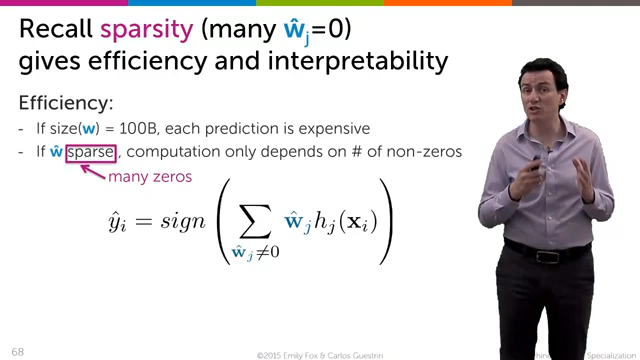 Recall sparsity (many ŵj=0)
gives efficiency and interpretability
Efficiency:
- If size(w) = 100B, each prediction is expensive
- If ŵ sparse , computation only depends on # of non-zeros
many zeros
ŷi = sign ( ∑ ŵj hj(xi) )
ŵj≠0
68
©2015 Emily Fox & Carlos Guestrin
Specialization